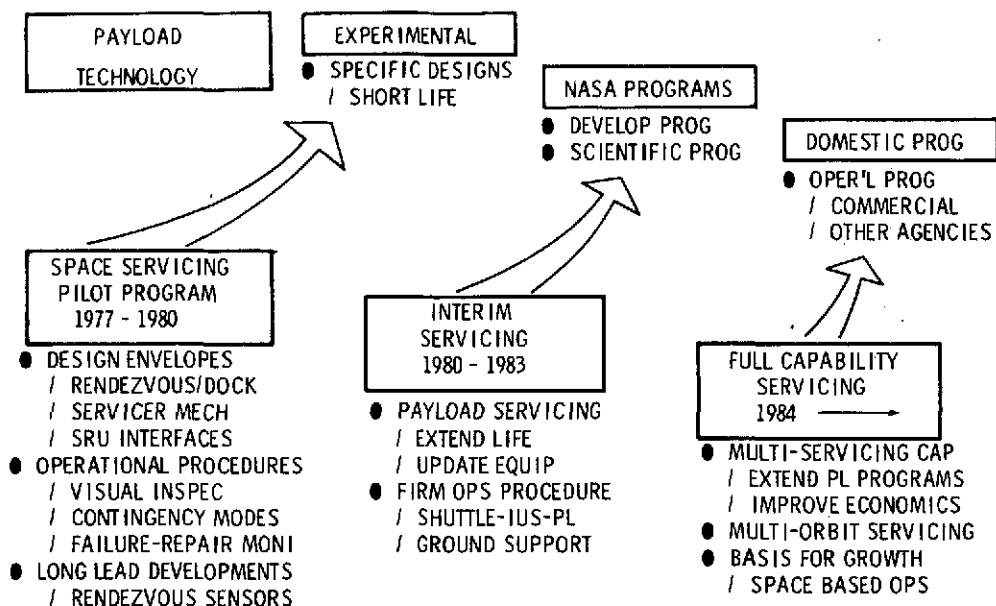 PAYLOAD
TECHNOLOGY
EXPERIMENTAL
● SPECIFIC DESIGNS
/ SHORT LIFE
NASA PROGRAMS
● DEVELOP PROG
● SCIENTIFIC PROG
DOMESTIC PROG
● OPER'L PROG
/ COMMERCIAL
/ OTHER AGENCIES
SPACE SERVICING
PILOT PROGRAM
1977 - 1980
● DESIGN ENVELOPES
/ RENDEZVOUS/DOCK
/ SERVICER MECH
/ SRU INTERFACES
● OPERATIONAL PROCEDURES
/ VISUAL INSPEC
/ CONTINGENCY MODES
/ FAILURE-REPAIR MONI
● LONG LEAD DEVELOPMENTS
/ RENDEZVOUS SENSORS
INTERIM
SERVICING
1980 - 1983
● PAYLOAD SERVICING
/ EXTEND LIFE
/ UPDATE EQUIP
● FIRM OPS PROCEDURE
/ SHUTTLE-IUS-PL
/ GROUND SUPPORT
FULL CAPABILITY
SERVICING
1984 →
● MULTI-SERVICING CAP
/ EXTEND PL PROGRAMS
/ IMPROVE ECONOMICS
● MULTI-ORBIT SERVICING
● BASIS FOR GROWTH
/ SPACE BASED OPS